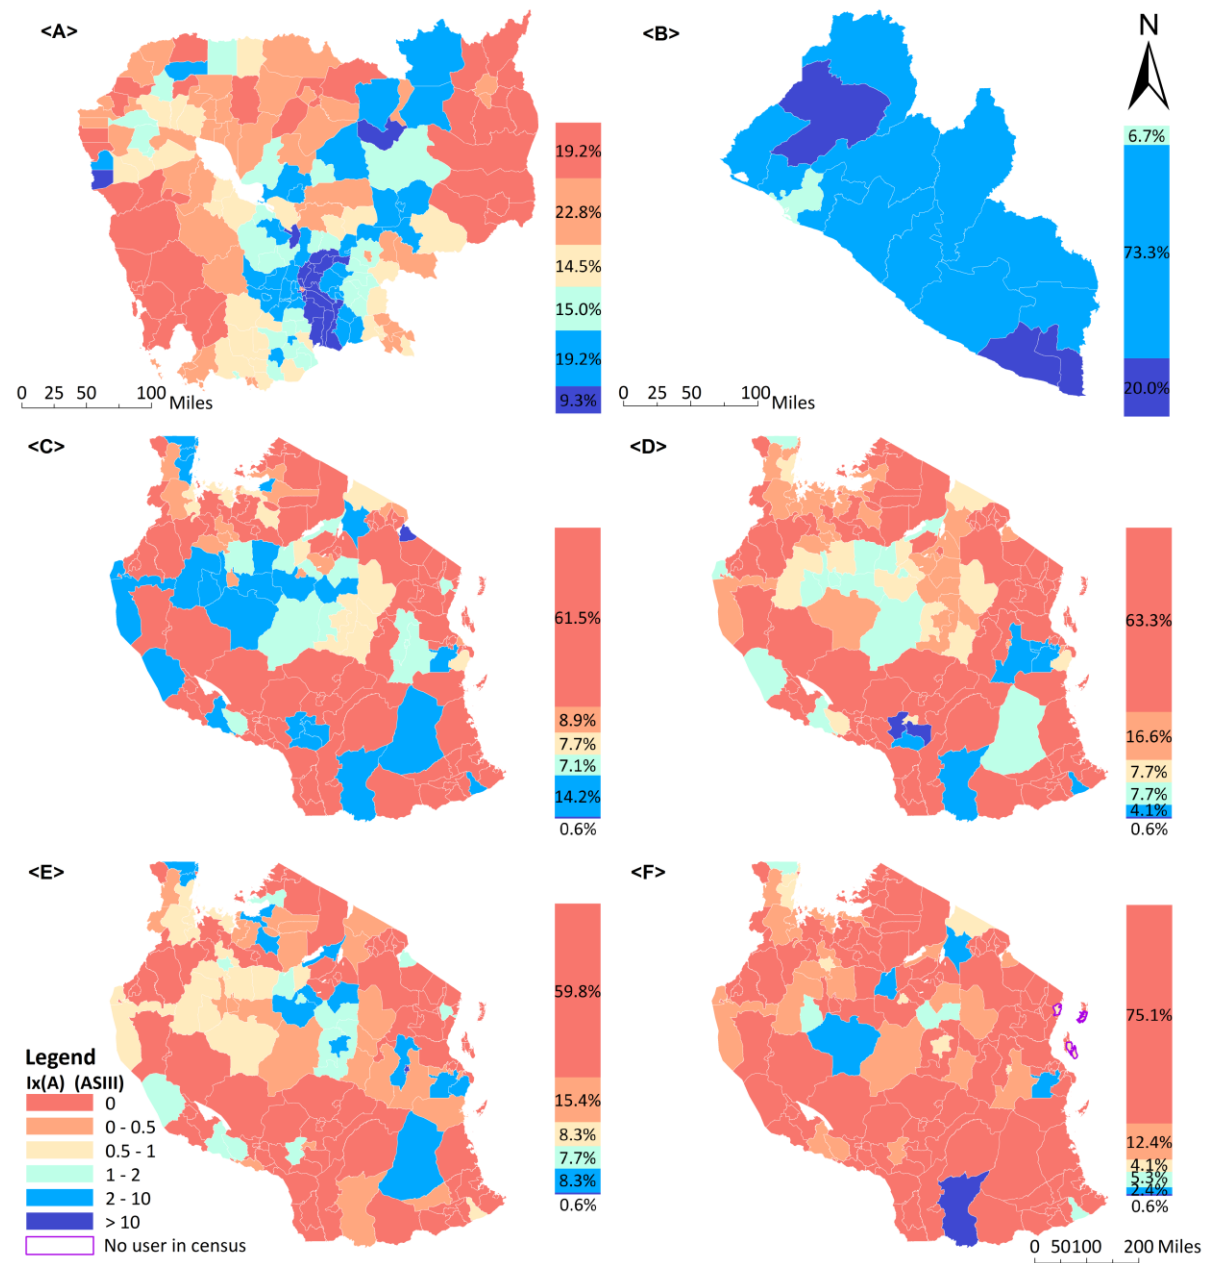 <A>
<B>
N
19.2%
22.8%
14.5%
15.0%
19.2%
9.3%
6.7%
73.3%
20.0%
0 25 50 100 Miles
0 25 50 100 Miles
<C>
<D>
61.5%
8.9%
7.7%
7.1%
14.2%
0.6%
63.3%
16.6%
7.7%
7.7%
4.1%
0.6%
<E>
<F>
59.8%
15.4%
8.3%
7.7%
8.3%
0.6%
75.1%
12.4%
4.1%
5.3%
2.4%
0.6%
Legend
Ix(A) (ASIII)
0
0 - 0.5
0.5 - 1
1 - 2
2 - 10
> 10
No user in census
0 50 100 200 Miles